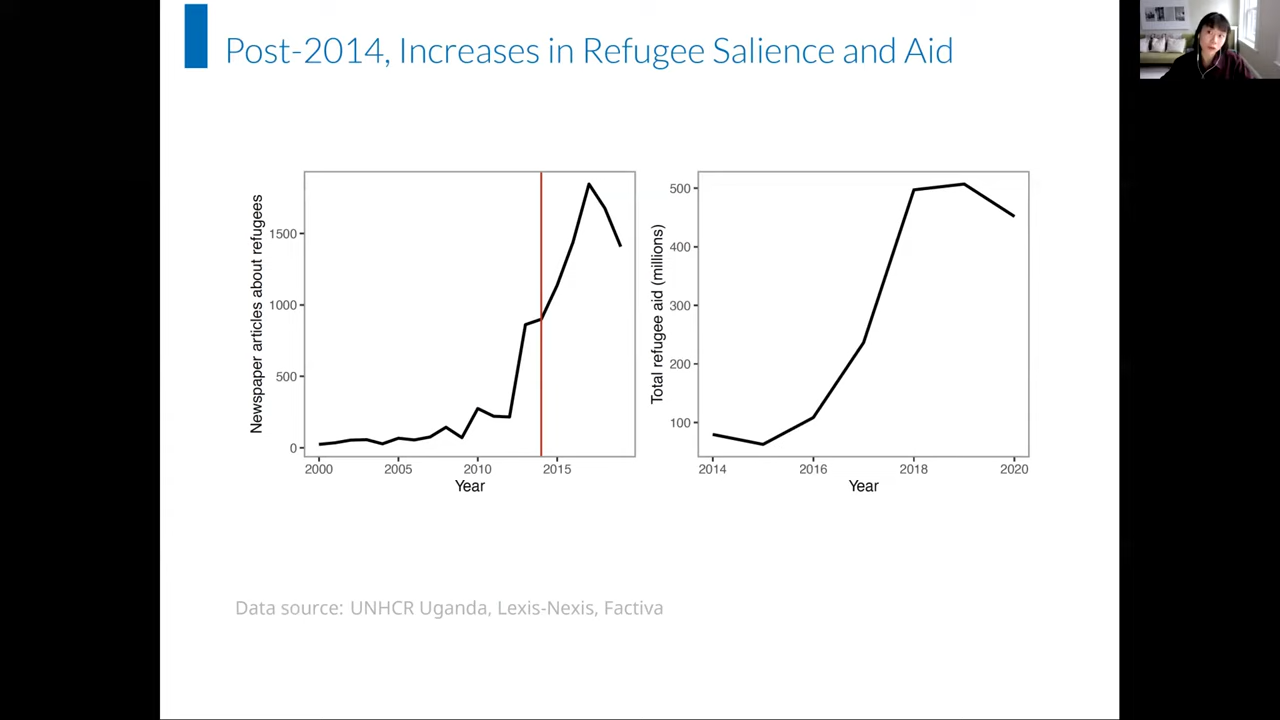 Post-2014, Increases in Refugee Salience and Aid
Newspaper articles about refugees
1500
1000
500
0
2000
2005
2010
2015
Year
Total refugee aid (millions)
500
400
300
200
100
2014
2016
2018
2020
Year
Data source: UNHCR Uganda, Lexis-Nexis, Factiva